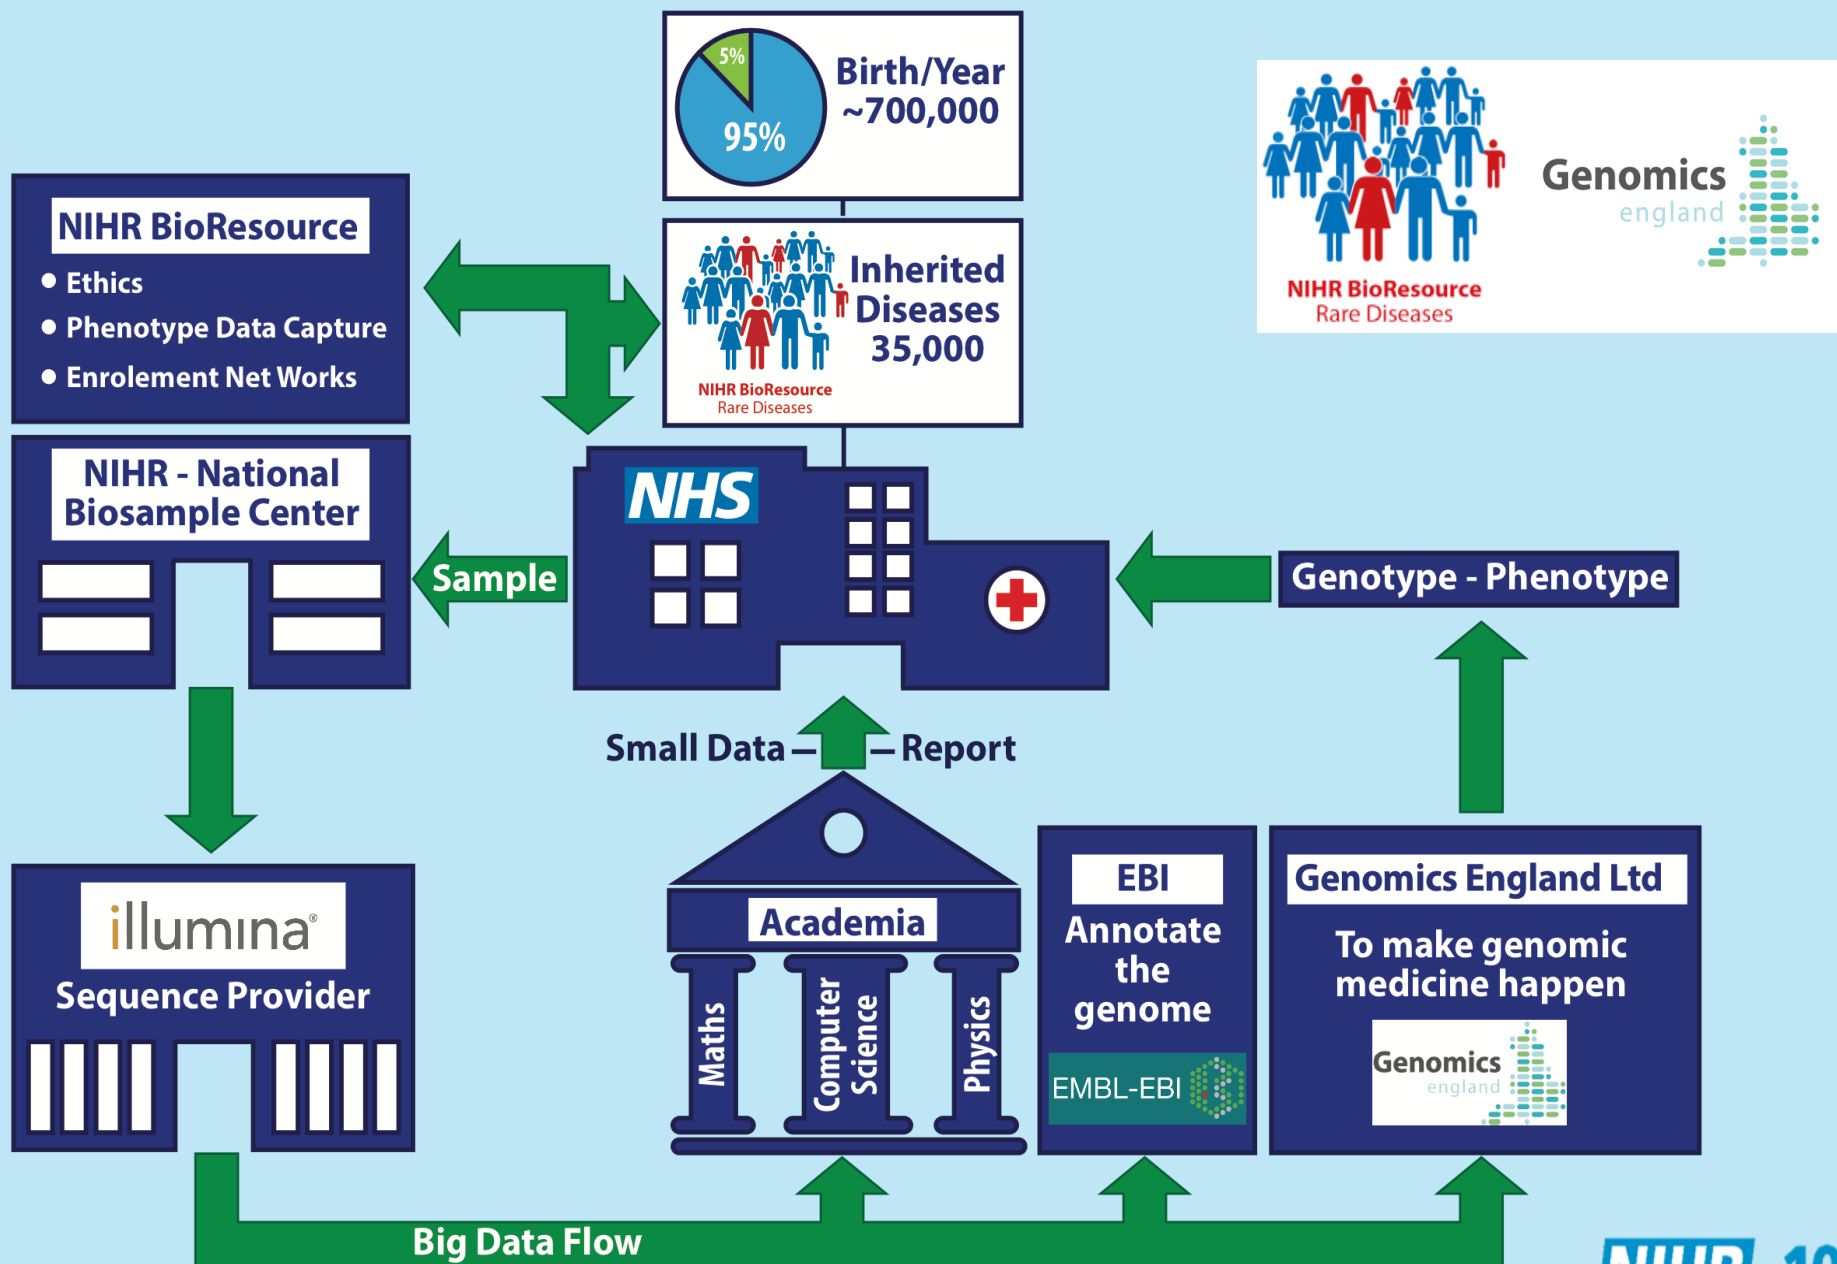 5%
95%
Birth/Year
~700,000
NIHR BioResource
Rare Diseases
Genomics
england
NIHR BioResource
• Ethics
• Phenotype Data Capture
• Enrolement Net Works
Inherited
Diseases
35,000
NIHR BioResource
Rare Diseases
NIHR - National
Biosample Center
Sample
NHS
Genotype - Phenotype
Small Data
Report
illumına®
Sequence Provider
Academia
Maths
Computer
Science
Physics
EBI
Annotate
the
genome
EMBL-EBI
Genomics England Ltd
To make genomic
medicine happen
Genomics
england
Big Data Flow
NIHR